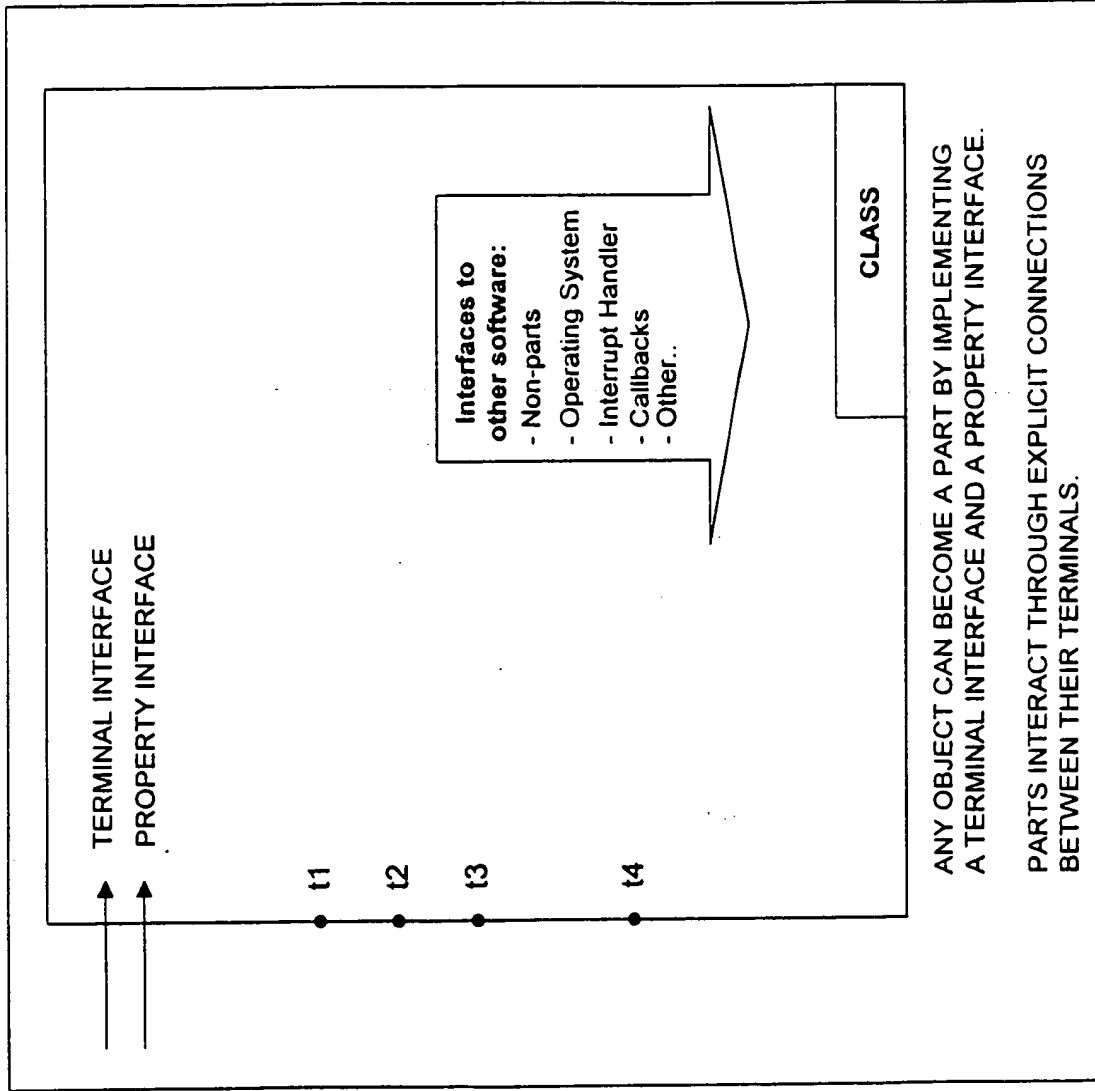 TERMINAL INTERFACE
PROPERTY INTERFACE
t1
t2
t3
t4
Interfaces to
other software:
- Non-parts
- Operating System
- Interrupt Handler
- Callbacks
- Other..
CLASS
ANY OBJECT CAN BECOME A PART BY IMPLEMENTING
A TERMINAL INTERFACE AND A PROPERTY INTERFACE.
PARTS INTERACT THROUGH EXPLICIT CONNECTIONS
BETWEEN THEIR TERMINALS.